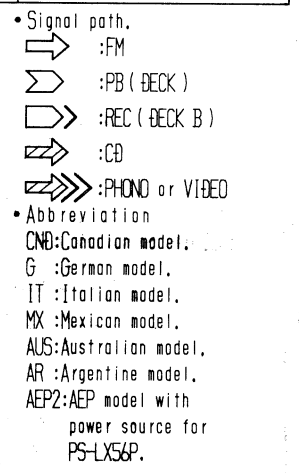 • Signal path.
:FM
:PB ( DECK )
:REC ( DECK B )
:CD
:PHONO or VIDEO
• Abbreviation
CND:Canadian model.
G :German model.
IT :Italian model.
MX :Mexican model.
AUS:Australian model.
AR :Argentine model.
AEP2:AEP model with
power source for
PS-LX56P.